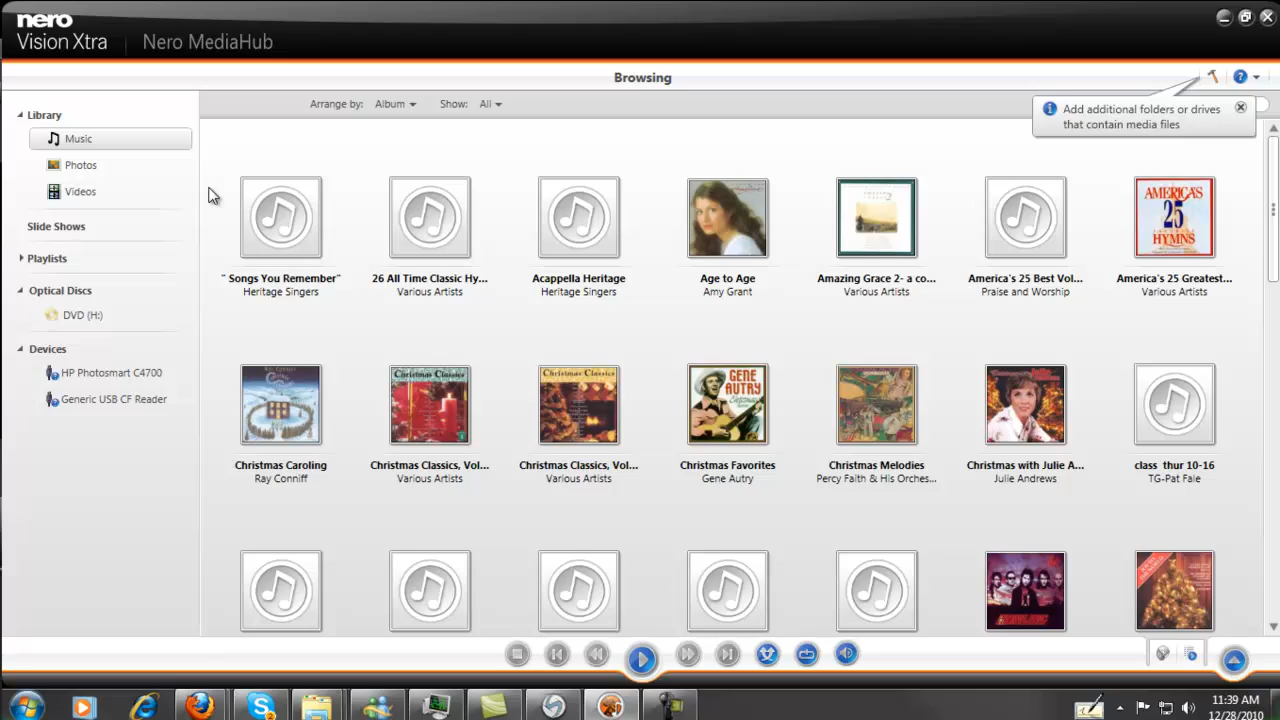 nero
Vision Xtra
Nero MediaHub
Browsing
Library
Music
Photos
Videos
Slide Shows
Playlists
Optical Discs
DVD (H:)
Devices
HP Photosmart C4700
Generic USB CF Reader
Arrange by: Album Show: All
Add additional folders or drives
that contain media files
" Songs You Remember"
Heritage Singers
26 All Time Classic Hy...
Various Artists
Acappella Heritage
Heritage Singers
Age to Age
Amy Grant
Amazing Grace 2- a co...
Various Artists
America's 25 Best Vol...
Praise and Worship
AMERICA'S
25
HYMNS
America's 25 Greatest...
Various Artists
Christmas Caroling
Ray Conniff
Christmas Classics
Christmas Classics, Vol...
Various Artists
Christmas Classics
Christmas Classics, Vol...
Various Artists
GENE
AUTRY
Christmas Favorites
Gene Autry
Christmas Melodies
Percy Faith & His Orches...
Christmas with Julie A...
Julie Andrews
class thur 10-16
TG-Pat Fale
11:39 AM
12/28/2010